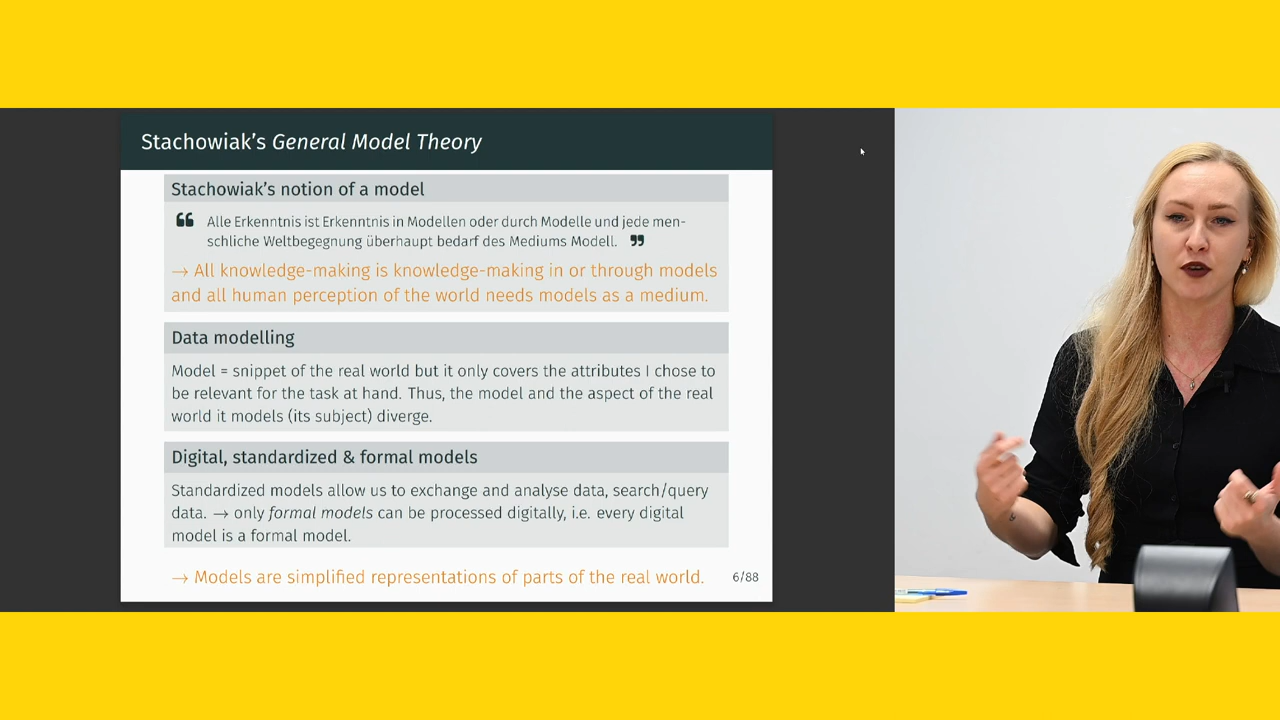 Stachowiak's General Model Theory
Stachowiak's notion of a model
❝ Alle Erkenntnis ist Erkenntnis in Modellen oder durch Modelle und jede men-
schliche Weltbegegnung überhaupt bedarf des Mediums Modell. ❞
→ All knowledge-making is knowledge-making in or through models
and all human perception of the world needs models as a medium.
Data modelling
Model = snippet of the real world but it only covers the attributes I chose to
be relevant for the task at hand. Thus, the model and the aspect of the real
world it models (its subject) diverge.
Digital, standardized & formal models
Standardized models allow us to exchange and analyse data, search/query
data. → only formal models can be processed digitally, i.e. every digital
model is a formal model.
→ Models are simplified representations of parts of the real world.
6/88